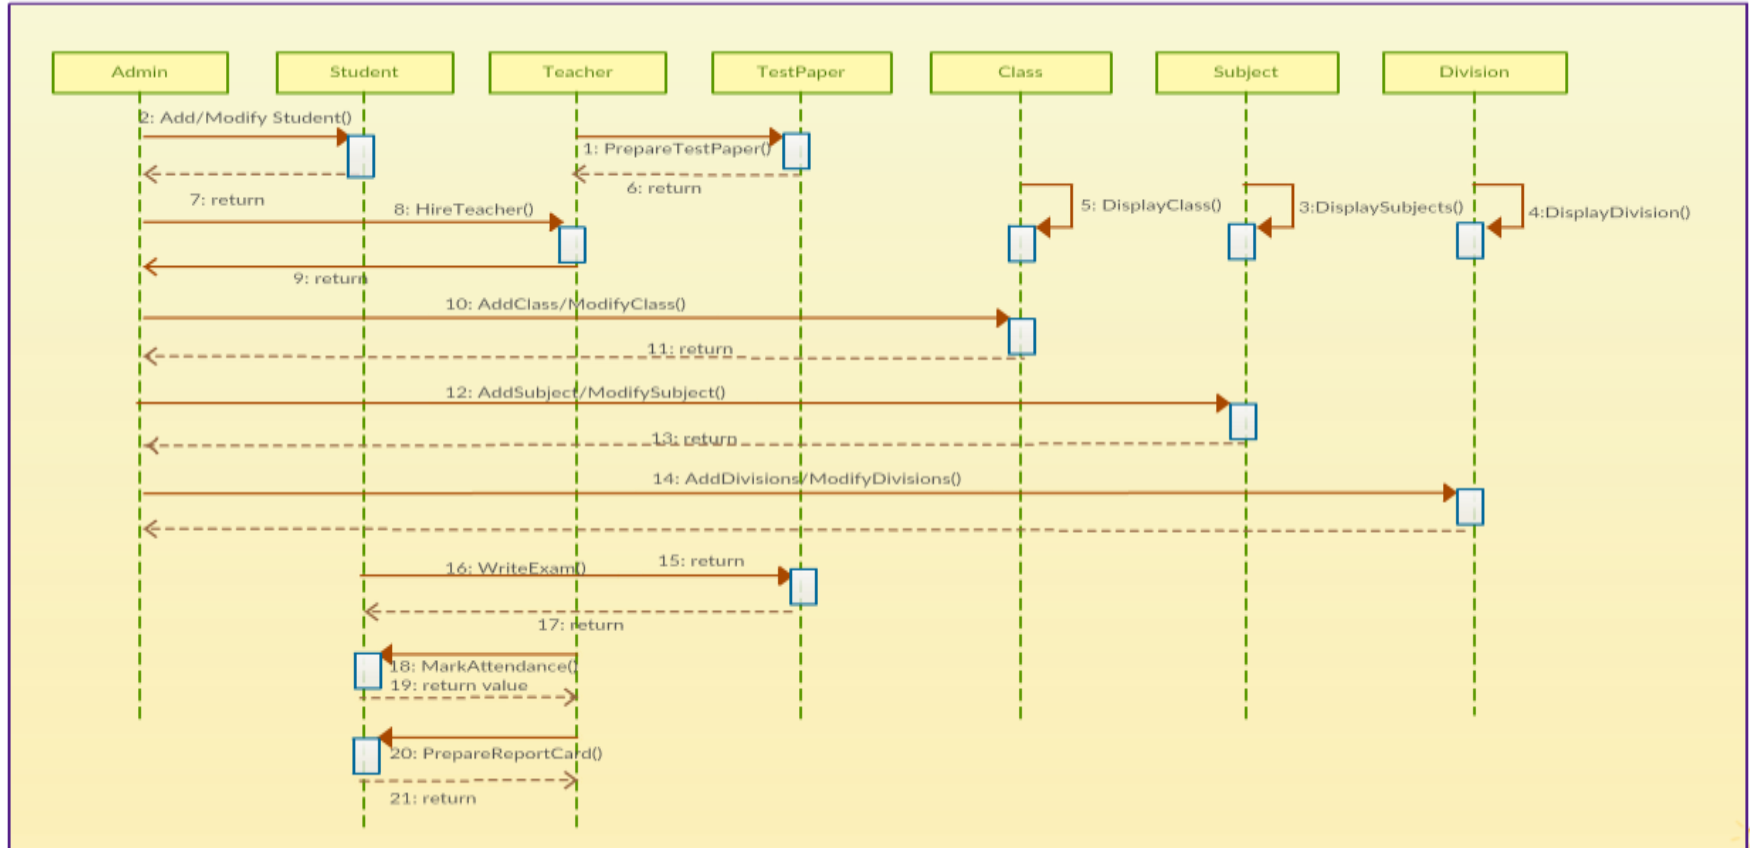 Admin
Student
Teacher
TestPaper
Class
Subject
Division
2: Add/Modify Student()
1: PrepareTestPaper()
6: return
7: return
8: HireTeacher()
5: DisplayClass()
3:DisplaySubjects()
4:DisplayDivision()
9: return
10: AddClass/ModifyClass()
11: return
12: AddSubject/ModifySubject()
13: return
14: AddDivisions/ModifyDivisions()
15: return
16: WriteExam()
17: return
18: MarkAttendance()
19: return value
20: PrepareReportCard()
21: return